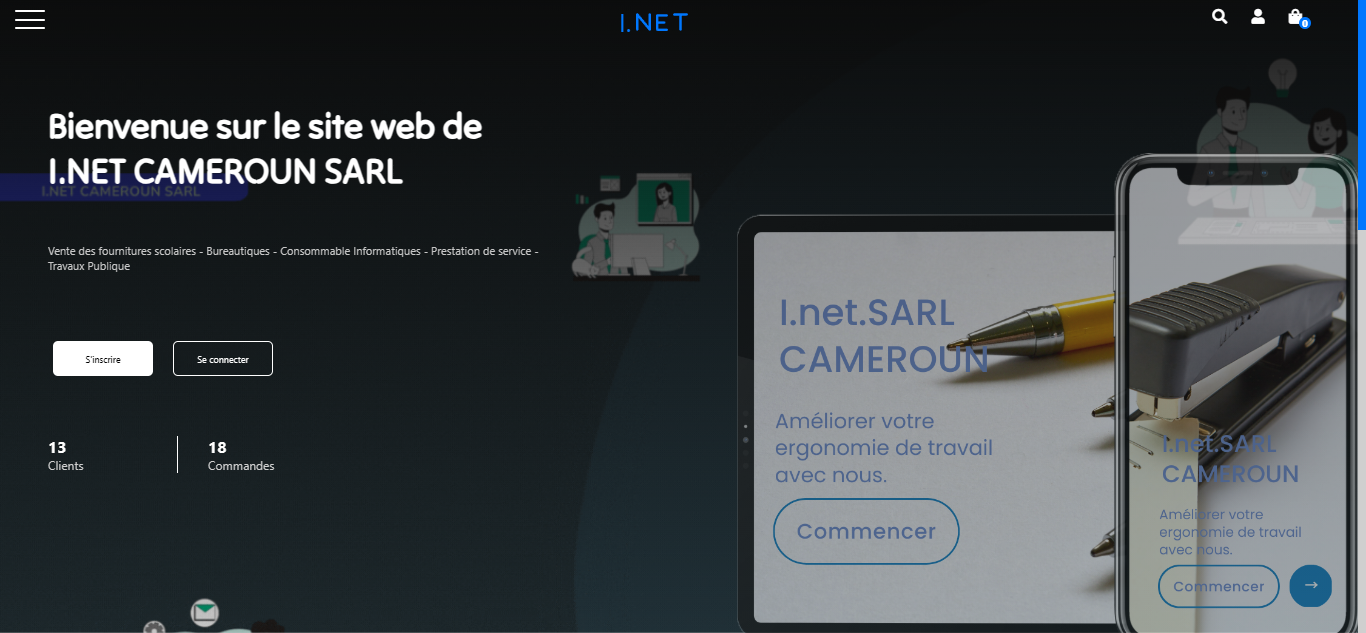 I.NET
0
Bienvenue sur le site web de
I.NET CAMEROUN SARL
I.NET CAMEROUN SARL
Vente des fournitures scolaires - Bureautiques - Consommable Informatiques - Prestation de service -
Travaux Publique
S'inscrire
Se connecter
13
Clients
18
Commandes
I.net.SARL
CAMEROUN
Améliorer votre
ergonomie de travail
avec nous.
Commencer
I.net.SARL
CAMEROUN
Améliorer votre
ergonomie de travail
avec nous.
Commencer